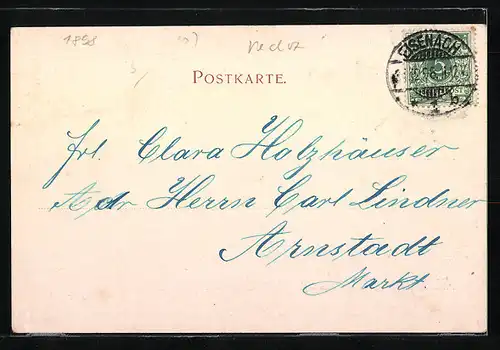 1898
POSTKARTE.
EISENACH
Frl. Clara Holzhäuser
Adr Herrn Carl Lindner
Arnstadt
Markt.